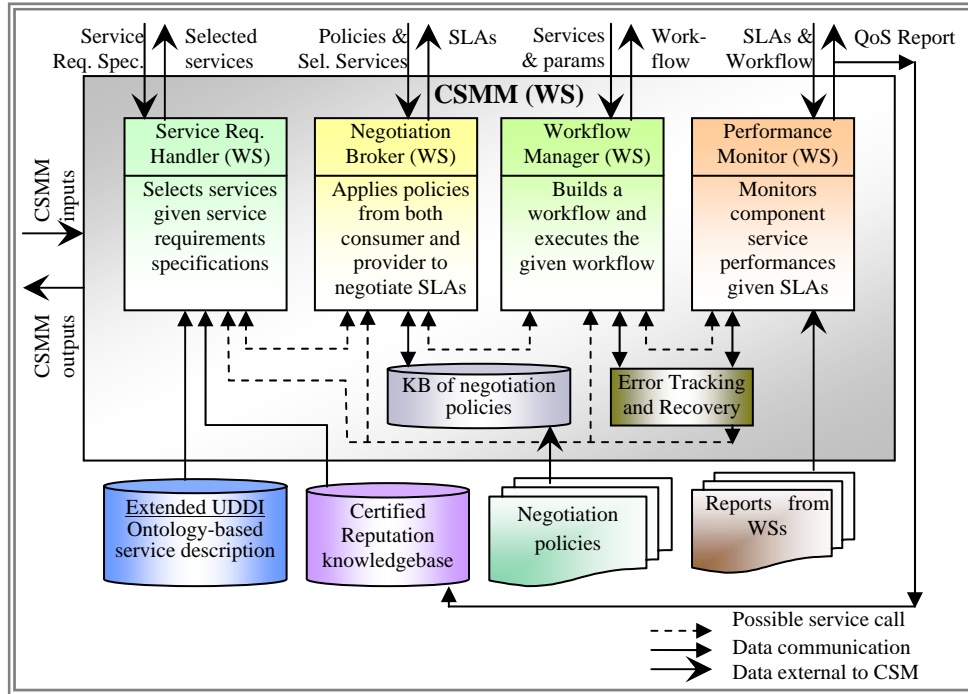 Service
Req. Spec.
Selected
services
Policies &
Sel. Services
SLAs
Services
& params
Work-
flow
SLAs &
Workflow
QoS Report
CSMM (WS)
CSMM
inputs
CSMM
outputs
Service Req.
Handler (WS)
Selects services
given service
requirements
specifications
Negotiation
Broker (WS)
Applies policies
from both
consumer and
provider to
negotiate SLAs
Workflow
Manager (WS)
Builds a
workflow and
executes the
given workflow
Performance
Monitor (WS)
Monitors
component
service
performances
given SLAs
KB of negotiation
policies
Error Tracking
and Recovery
Extended UDDI
Ontology-based
service description
Certified
Reputation
knowledgebase
Negotiation
policies
Reports from
WSs
Possible service call
Data communication
Data external to CSM